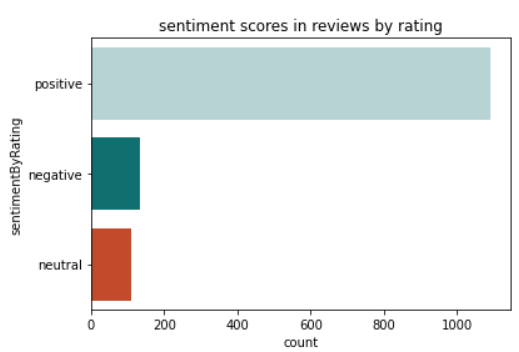 sentiment scores in reviews by rating
positive
negative
neutral
sentimentByRating
0 200 400 600 800 1000
count